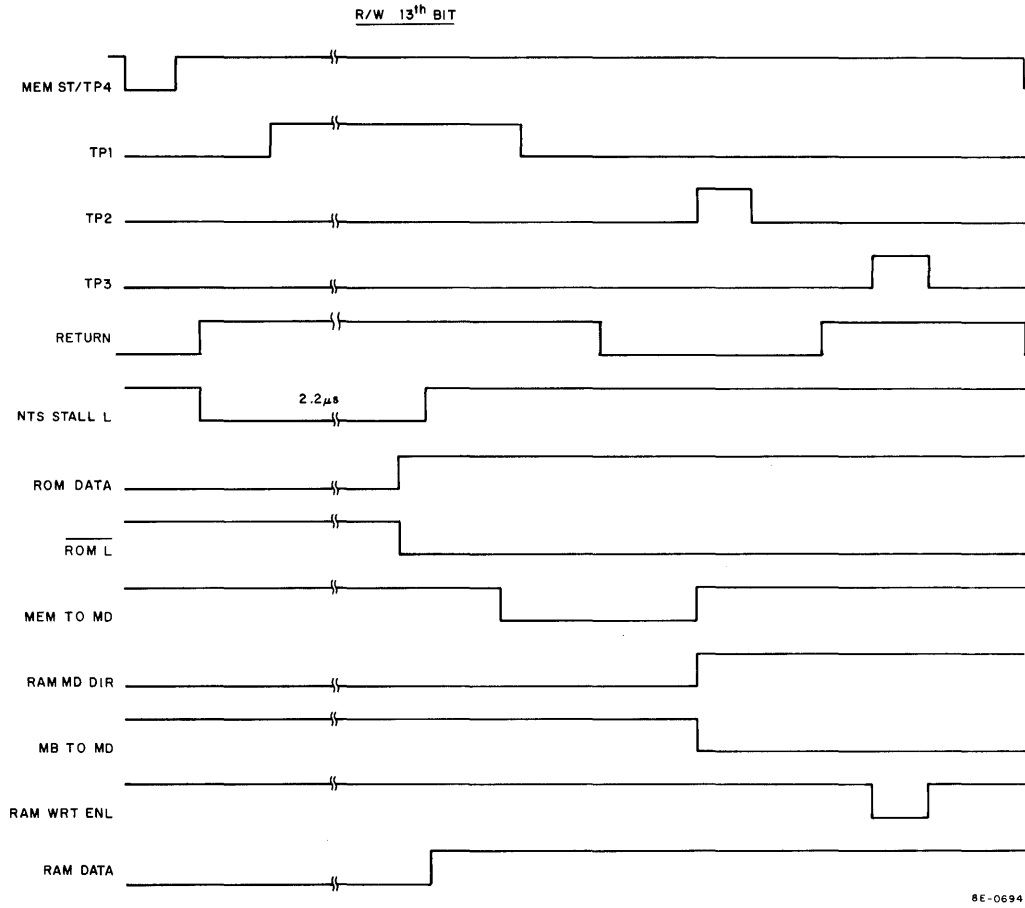 R/W 13th BIT
MEM ST/TP4
TP1
TP2
TP3
RETURN
NTS STALL L
2.2μs
ROM DATA
ROM L
MEM TO MD
RAM MD DIR
MB TO MD
RAM WRT ENL
RAM DATA
8E-0694